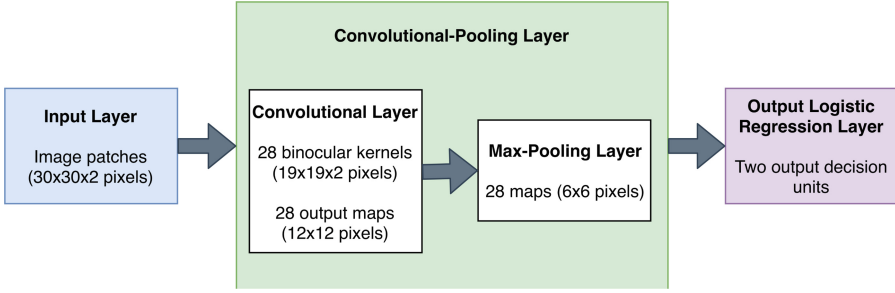 Convolutional-Pooling Layer
Input Layer
Image patches
(30x30x2 pixels)
Convolutional Layer
28 binocular kernels
(19x19x2 pixels)
28 output maps
(12x12 pixels)
Max-Pooling Layer
28 maps (6x6 pixels)
Output Logistic
Regression Layer
Two output decision
units